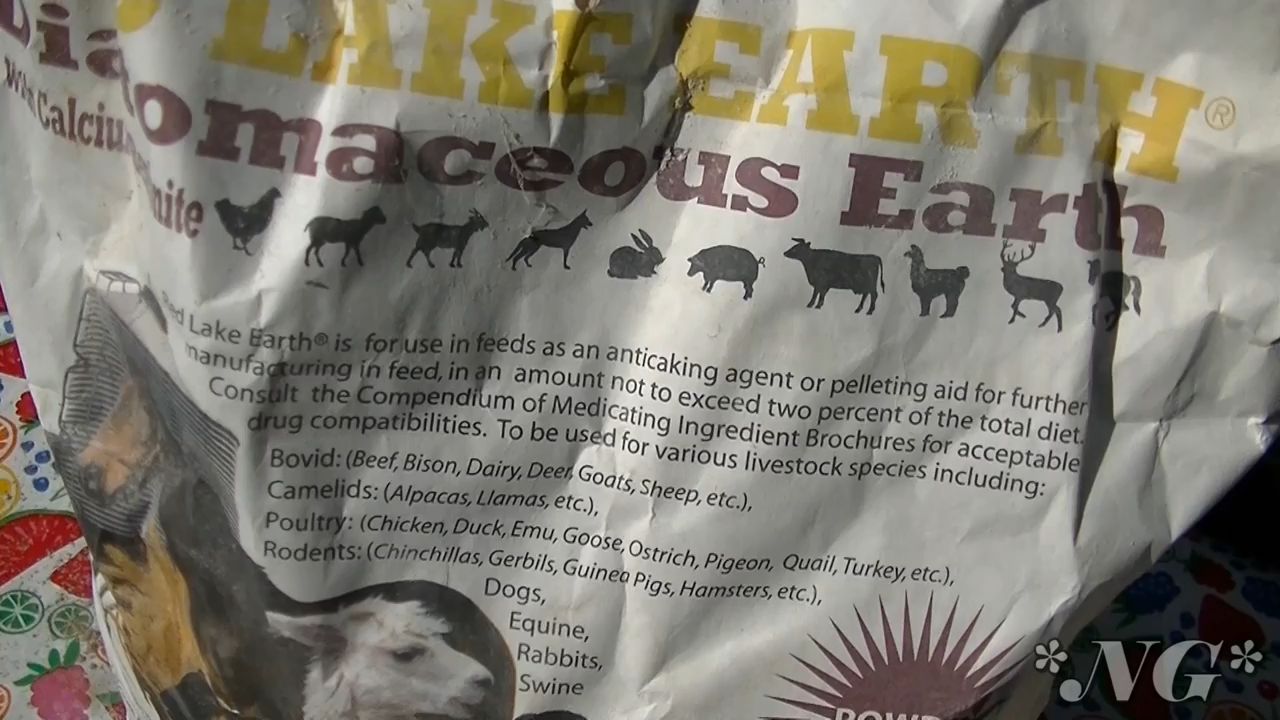 LAKE EARTH®
Diatomaceous Earth
with Calcium
nite
Red Lake Earth® is for use in feeds as an anticaking agent or pelleting aid for further
manufacturing in feed, in an amount not to exceed two percent of the total diet.
Consult the Compendium of Medicating Ingredient Brochures for acceptable
drug compatibilities. To be used for various livestock species including:
Bovid: (Beef, Bison, Dairy, Deer, Goats, Sheep, etc.),
Camelids: (Alpacas, Llamas, etc.),
Poultry: (Chicken, Duck, Emu, Goose, Ostrich, Pigeon, Quail, Turkey, etc.),
Rodents: (Chinchillas, Gerbils, Guinea Pigs, Hamsters, etc.),
Dogs,
Equine,
Rabbits,
Swine
POWD
*NG*